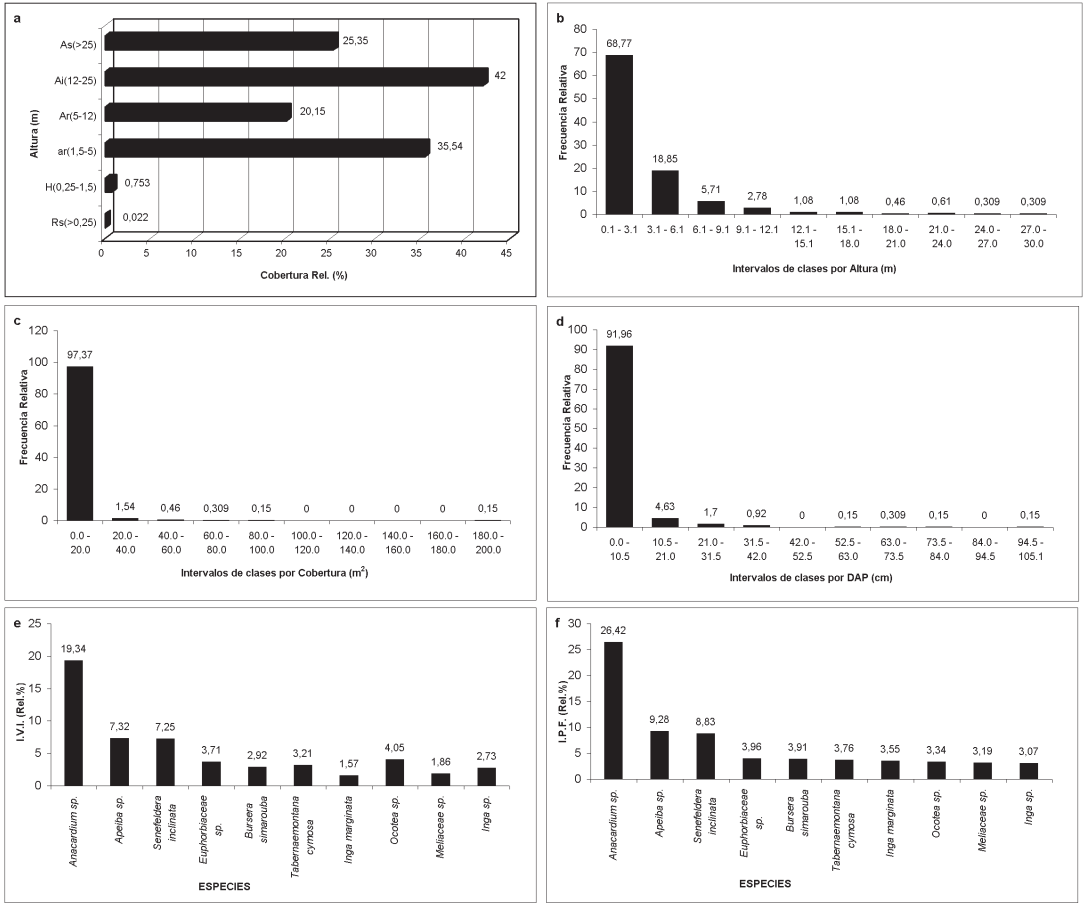 a
Altura (m)
As(>25)
25,35
Ai(12-25)
42
Ar(5-12)
20,15
ar(1,5-5)
35,54
H(0,25-1,5)
0,753
Rs(>0,25)
0,022
0 5 10 15 20 25 30 35 40 45
Cobertura Rel. (%)
b
Frecuencia Relativa
80
70
60
50
40
30
20
10
0
68,77 18,85 5,71 2,78 1,08 1,08 0,46 0,61 0,309 0,309
0.1 - 3.1 3.1 - 6.1 6.1 - 9.1 9.1 - 12.1 12.1 - 15.1 - 18.0 - 21.0 - 24.0 - 27.0 -
15.1 18.0 21.0 24.0 27.0 30.0
Intervalos de clases por Altura (m)
c
Frecuencia Relativa
120
100
80
60
40
20
0
97,37 1,54 0,46 0,309 0,15 0 0 0 0 0,15
0.0 - 20.0 - 40.0 - 60.0 - 80.0 - 100.0 - 120.0 - 140.0 - 160.0 - 180.0 -
20.0 40.0 60.0 80.0 100.0 120.0 140.0 160.0 180.0 200.0
Intervalos de clases por Cobertura (m²)
d
Frecuencia Relativa
100
90
80
70
60
50
40
30
20
10
0
91,96 4,63 1,7 0,92 0 0,15 0,309 0,15 0 0,15
0.0 - 10.5 - 21.0 - 31.5 - 42.0 - 52.5 - 63.0 - 73.5 - 84.0 - 94.5 -
10.5 21.0 31.5 42.0 52.5 63.0 73.5 84.0 94.5 105.1
Intervalos de clases por DAP (cm)
e
I.V.I. (Rel.%)
25
20
15
10
5
0
19,34 7,32 7,25 3,71 2,92 3,21 1,57 4,05 1,86 2,73
Anacardium sp.
Apeiba sp.
Senefeldera
inclinata
Euphorbiaceae
sp.
Bursera
simarouba
Tabernaemontana
cymosa
Inga marginata
Ocotea sp.
Meliaceae sp.
Inga sp.
ESPECIES
f
I.P.F. (Rel.%)
30
25
20
15
10
5
0
26,42 9,28 8,83 3,96 3,91 3,76 3,55 3,34 3,19 3,07
Anacardium sp.
Apeiba sp.
Senefeldera
inclinata
Euphorbiaceae
sp.
Bursera
simarouba
Tabernaemontana
cymosa
Inga marginata
Ocotea sp.
Meliaceae sp.
Inga sp.
ESPECIES